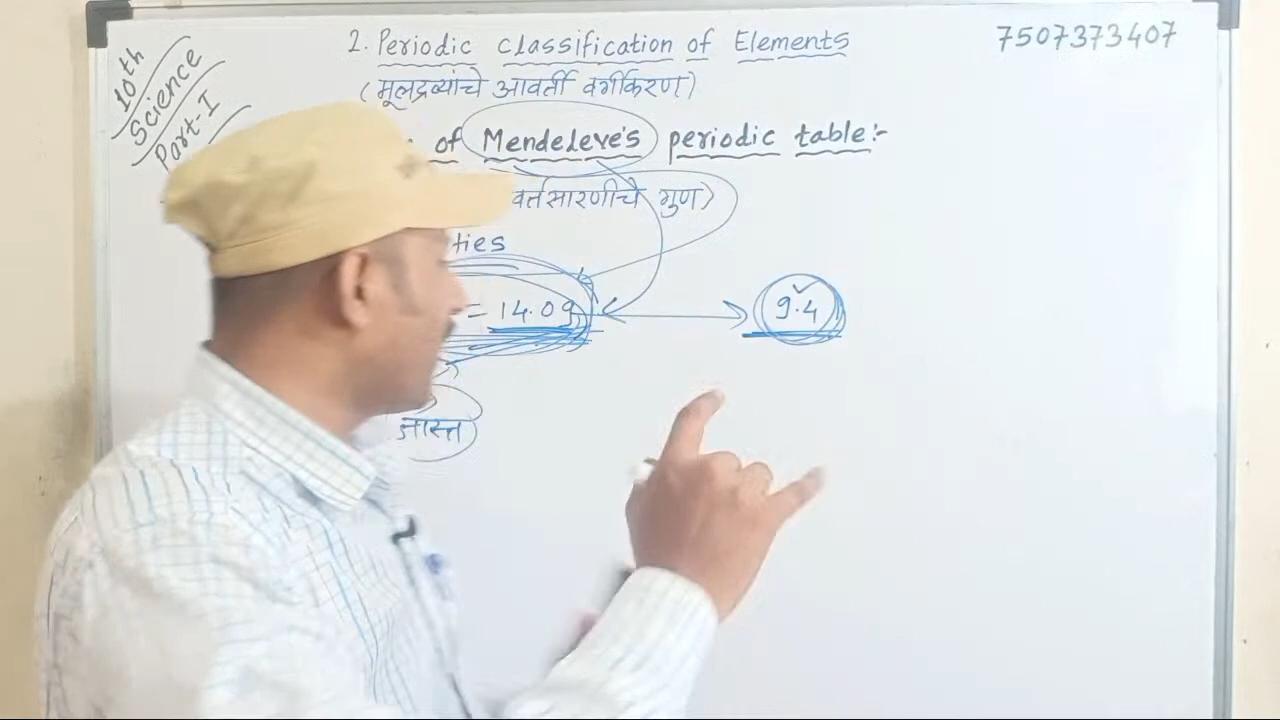 10th
Science
Part-I
2. Periodic classification of Elements
7507373407
(मूलद्रव्यांचे आवर्ती वर्गीकरण)
of Mendeleve's periodic table:-
वर्तसारणीचे गुण)
ties
= 14.09
9.4
जास्त